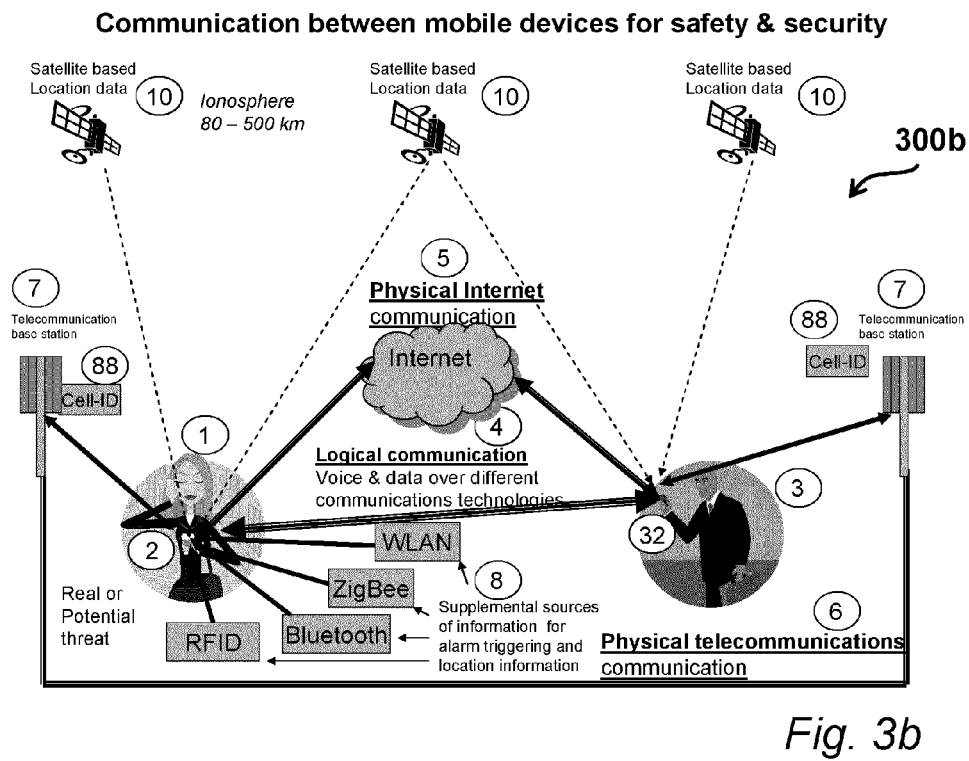 Communication between mobile devices for safety & security
Satellite based
Location data
10
Ionosphere
80 – 500 km
Satellite based
Location data
10
Satellite based
Location data
10
300b
5
Physical Internet
communication
Internet
4
Logical communication
Voice & data over different
communications technologies
7
Telecommunication
base station
88
Cell-ID
7
Telecommunication
base station
88
Cell-ID
1
2
3
32
WLAN
ZigBee
Bluetooth
RFID
8
Supplemental sources
of information for
alarm triggering and
location information
Real or
Potential
threat
6
Physical telecommunications
communication
Fig. 3b